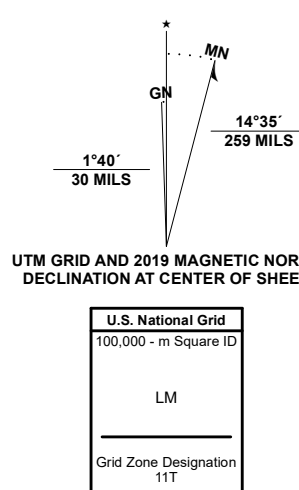 ★
MN
GN
14°35´
259 MILS
1°40´
30 MILS
UTM GRID AND 2019 MAGNETIC NOR
DECLINATION AT CENTER OF SHEE
U.S. National Grid
100,000 - m Square ID
LM
Grid Zone Designation
11T